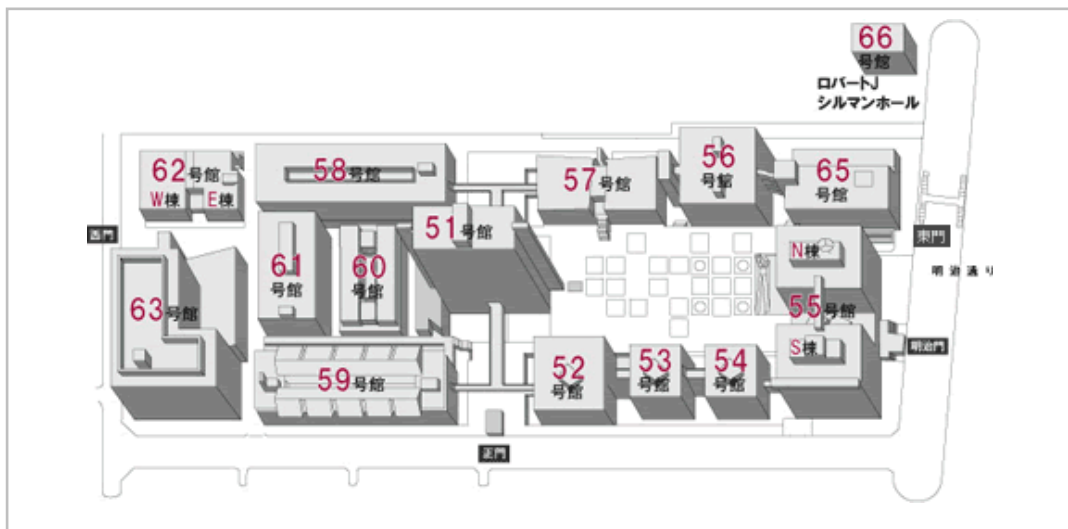 66
号館
ロバートJ
シルマンホール
62号館
W棟 E棟
58号館
57号館
56
号館
65
号館
51号館
西門
東門
明治通り
61
号館
60
号館
N棟
63号館
55号館
明治門
S棟
59号館
52
号館
53
号館
54
号館
正門